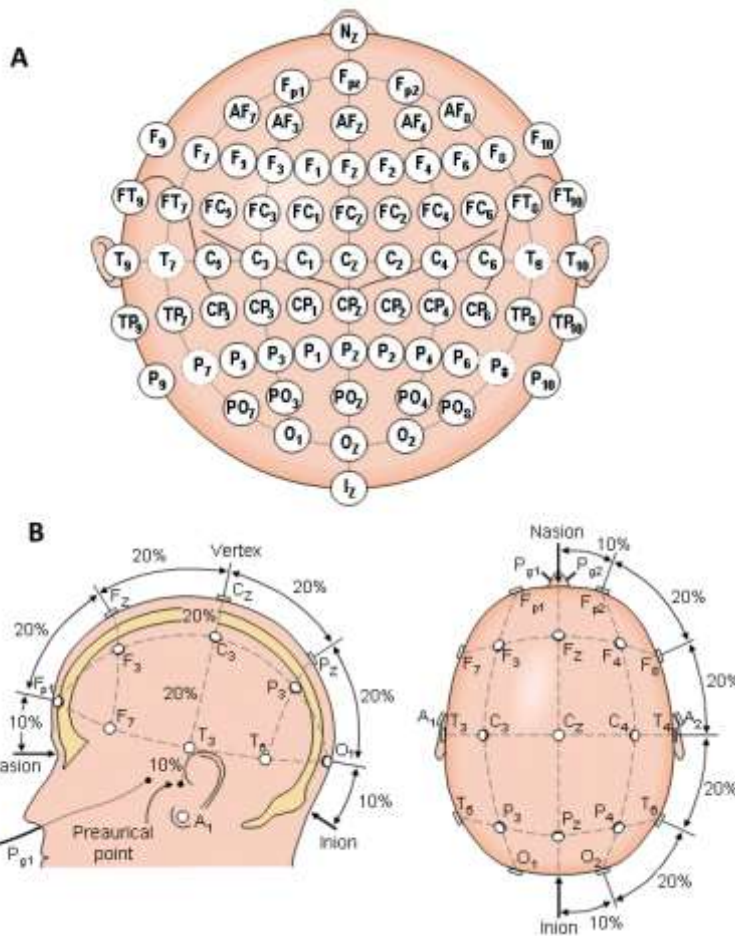 A
Nz
Fp1 Fpz Fp2
AF7 AF3 AFz AF4 AF8
F9 F7 F5 F3 F1 Fz F2 F4 F6 F8 F10
FT9 FT7 FC5 FC3 FC1 FCz FC2 FC4 FC6 FT8 FT10
T9 T7 C5 C3 C1 Cz C2 C4 C6 T8 T10
TP9 TP7 CP5 CP3 CP1 CPz CP2 CP4 CP6 TP8 TP10
P9 P7 P5 P3 P1 Pz P2 P4 P6 P8 P10
PO7 PO3 POz PO4 PO8
O1 Oz O2
Iz
B
20% Vertex
20%
Fz Cz
20%
20%
F3 C3
Pz
Fp1
20%
P3
20%
10%
F7
T3
T5
O1
asion
10%
10%
A1
Preaurical
point
Inion
Pg1
Nasion
10%
Pg1 Pg2
Fp1 Fp2
20%
F7 F3 Fz F4 F8
20%
A1 T3 C3 Cz C4 T4 A2
20%
T5 P3 Pz P4 T6
O1 O2
20%
10%
Inion